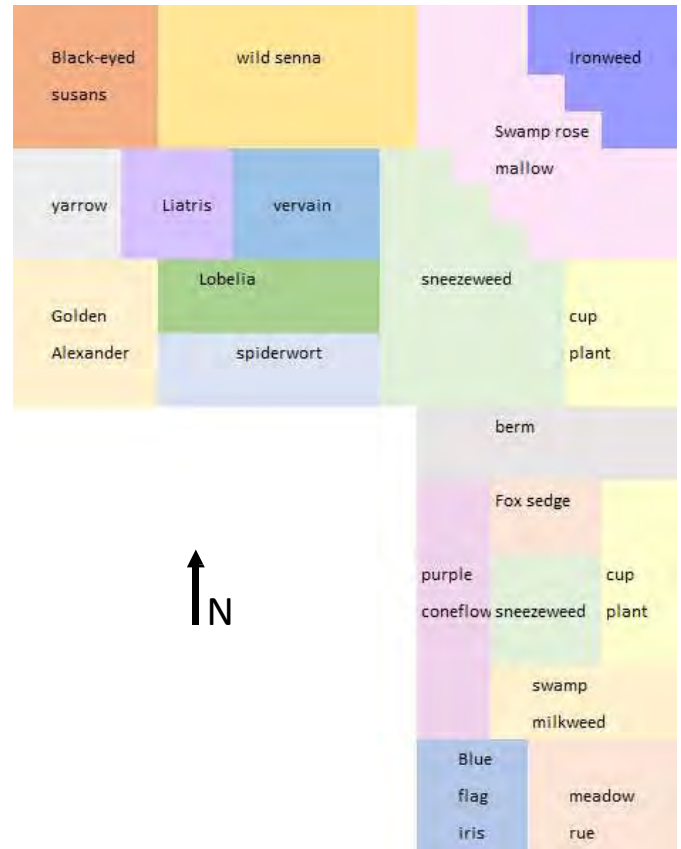 Black-eyed
susans
wild senna
Ironweed
Swamp rose
mallow
yarrow
Liatris
vervain
Lobelia
sneezeweed
Golden
Alexander
spiderwort
cup
plant
berm
Fox sedge
purple
coneflow
sneezeweed
cup
plant
swamp
milkweed
Blue
flag
iris
meadow
rue
N